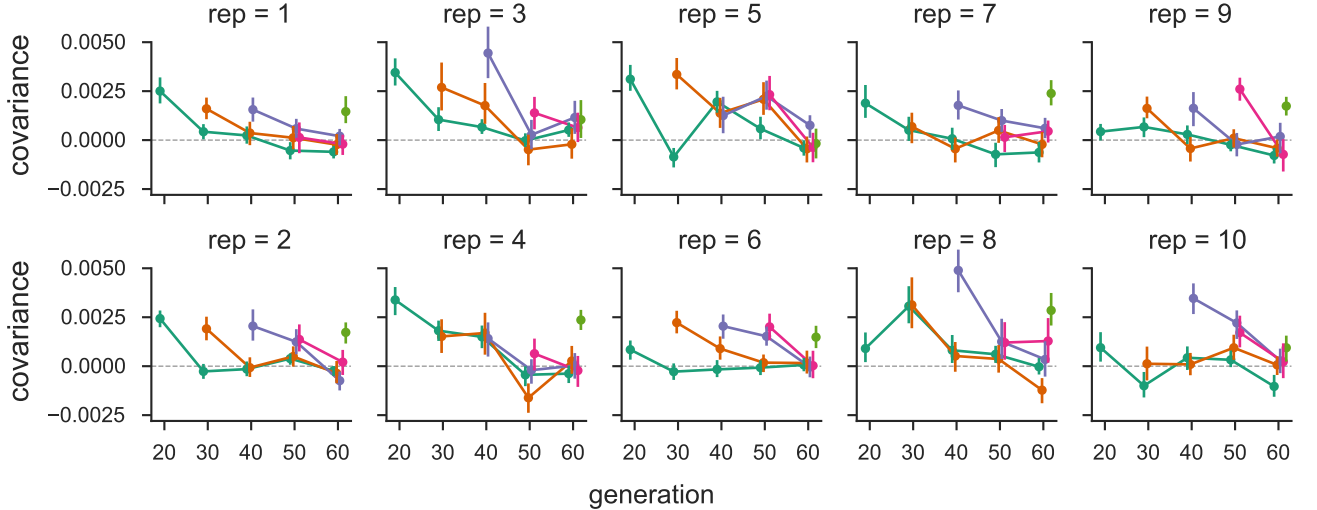 rep = 1 rep = 3 rep = 5 rep = 7 rep = 9
covariance
0.0050
0.0025
0.0000
−0.0025
rep = 2 rep = 4 rep = 6 rep = 8 rep = 10
covariance
0.0050
0.0025
0.0000
−0.0025
20 30 40 50 60 20 30 40 50 60 20 30 40 50 60 20 30 40 50 60 20 30 40 50 60
generation